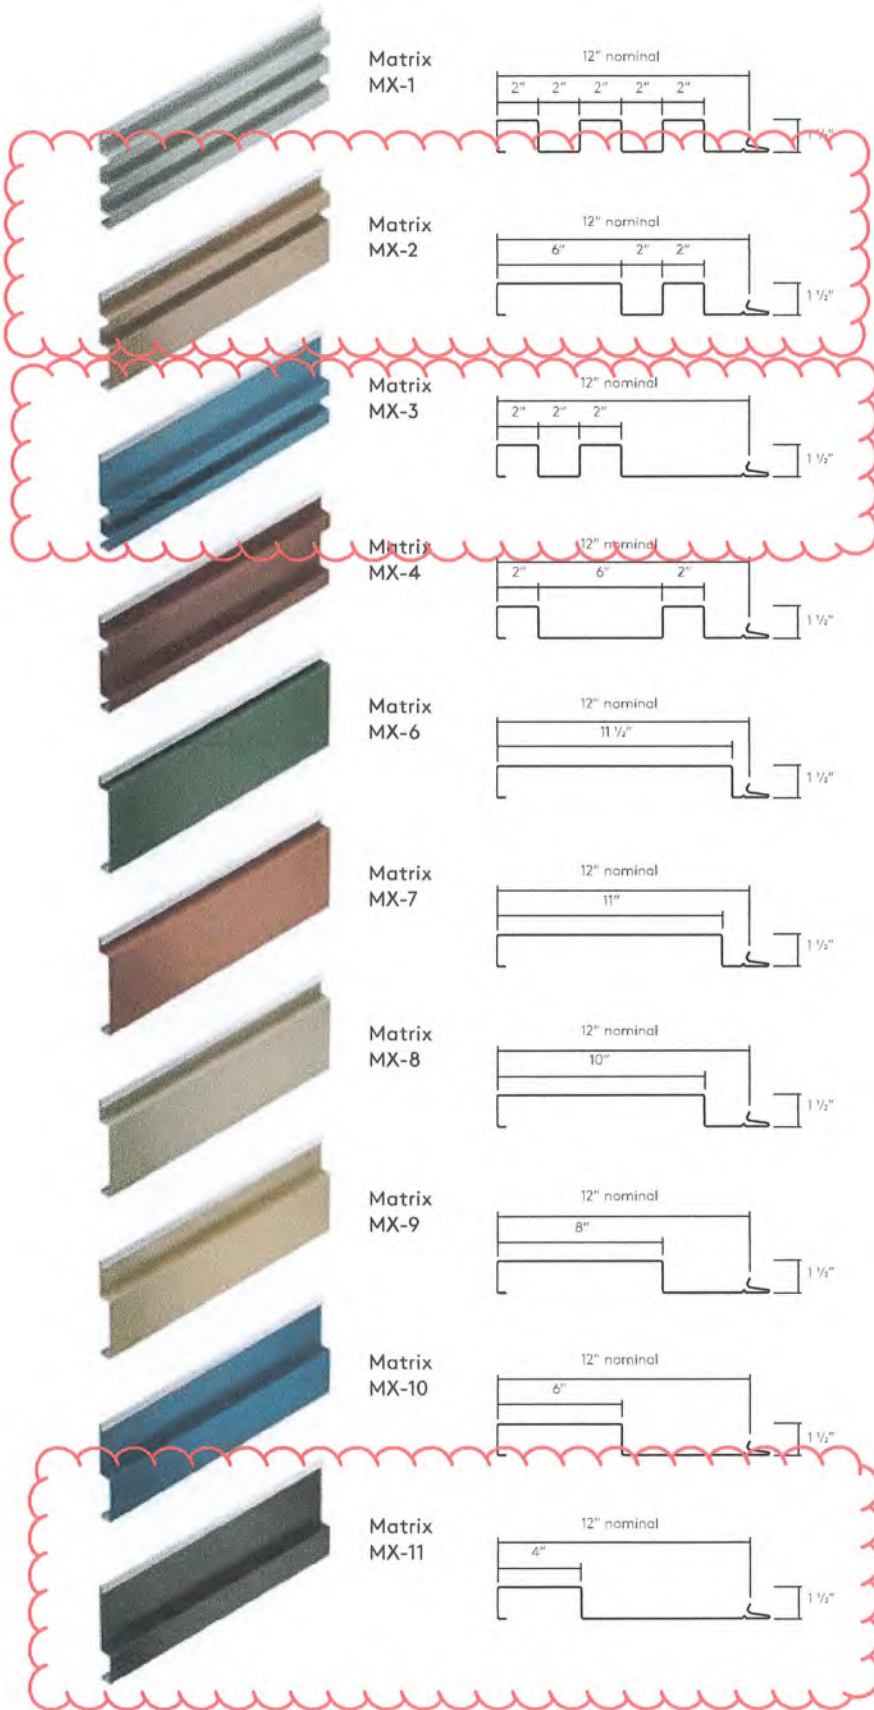 Matrix
MX-1
12" nominal
2" 2" 2" 2" 2"
1 1/2"
Matrix
MX-2
12" nominal
6" 2" 2"
1 1/2"
Matrix
MX-3
12" nominal
2" 2" 2"
1 1/2"
Matrix
MX-4
12" nominal
2" 6" 2"
1 1/2"
Matrix
MX-6
12" nominal
11 1/2"
1 1/2"
Matrix
MX-7
12" nominal
11"
1 1/2"
Matrix
MX-8
12" nominal
10"
1 1/2"
Matrix
MX-9
12" nominal
8"
1 1/2"
Matrix
MX-10
12" nominal
6"
1 1/2"
Matrix
MX-11
12" nominal
4"
1 1/2"